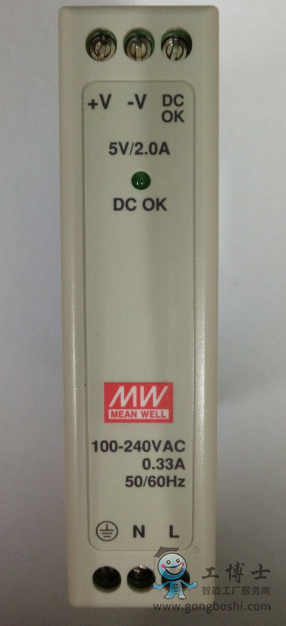 +V -V DC
OK
5V/2.0A
DC OK
MW
MEAN WELL
100-240VAC
0.33A
50/60Hz
N L
工博士
智能工厂服务商
www.gongboshi.com